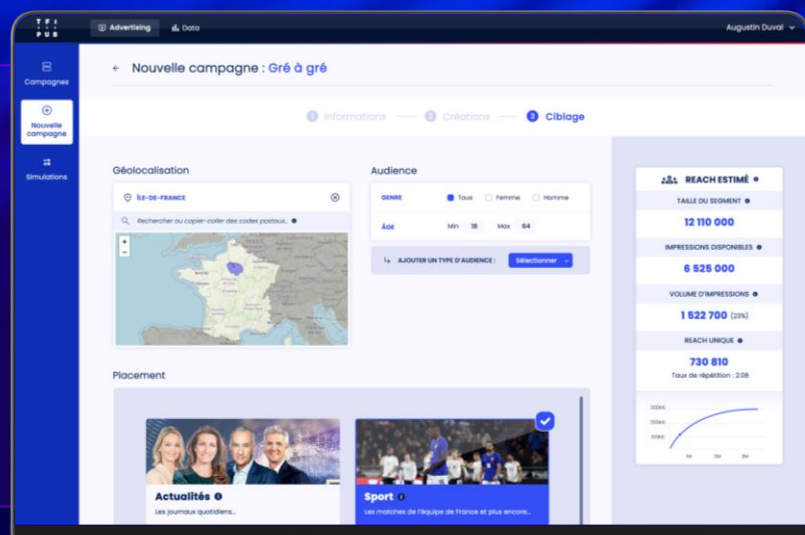 TF1
PUB
Advertising
Data
Augustin Duval
Campagnes
Nouvelle
campagne
Simulations
← Nouvelle campagne : Gré à gré
1 Informations
2 Créations
3 Ciblage
Géolocalisation
ÎLE-DE-FRANCE
Rechercher ou copier-coller des codes postaux...
+
−
Audience
GENRE
Tous
Femme
Homme
ÂGE
Min 18 Max 64
AJOUTER UN TYPE D'AUDIENCE :
Sélectionner
Placement
Actualités
Les journaux quotidiens...
Sport
Les matches de l'équipe de France et plus encore...
REACH ESTIMÉ
TAILLE DU SEGMENT
12 110 000
IMPRESSIONS DISPONIBLES
6 525 000
VOLUME D'IMPRESSIONS
1 522 700 (23%)
REACH UNIQUE
730 810
Taux de répétition : 2.08
1M 2M 3M